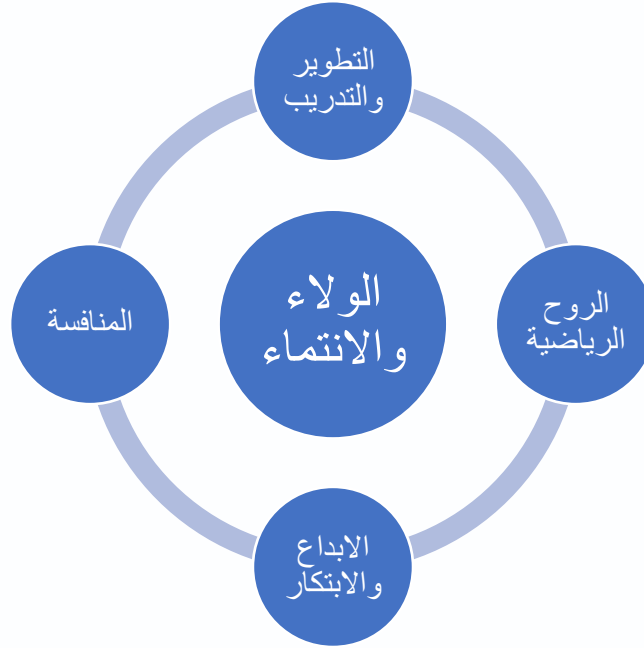 التطوير
والتدريب
الروح
الرياضية
الولاء
والانتماء
المنافسة
الابداع
والابتكار